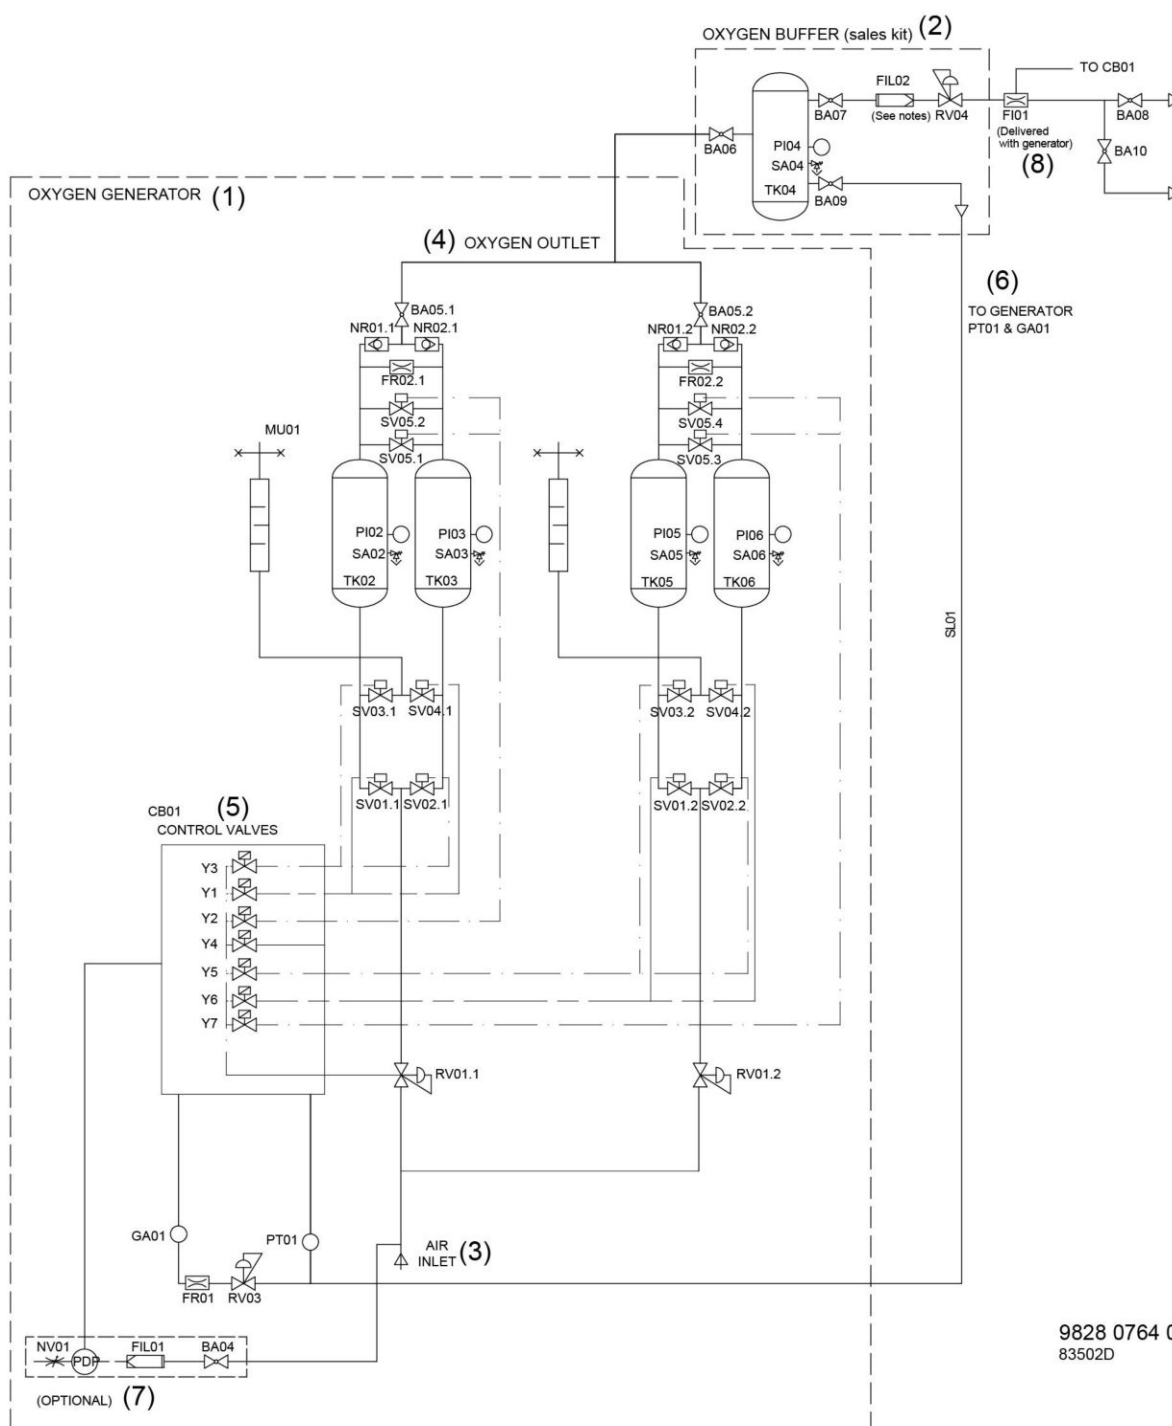 OXYGEN BUFFER (sales kit) (2)
TO CB01
FIL02
BA07
(See notes)
RV04
FI01
BA08
(Delivered
with generator)
(8)
BA06
PI04
SA04
TK04
BA09
BA10
OXYGEN GENERATOR (1)
(4) OXYGEN OUTLET
(6)
TO GENERATOR
PT01 & GA01
BA05.1
BA05.2
NR01.1
NR02.1
NR01.2
NR02.2
FR02.1
FR02.2
SV05.2
SV05.4
MU01
SV05.1
SV05.3
PI02
PI03
PI05
PI06
SA02
SA03
SA05
SA06
TK02
TK03
TK05
TK06
SL01
SV03.1
SV04.1
SV03.2
SV04.2
SV01.1
SV02.1
SV01.2
SV02.2
CB01
(5)
CONTROL VALVES
Y3
Y1
Y2
Y4
Y5
Y6
Y7
RV01.1
RV01.2
GA01
PT01
AIR
INLET
(3)
FR01
RV03
NV01
PDP
FIL01
BA04
(OPTIONAL) (7)
9828 0764
83502D